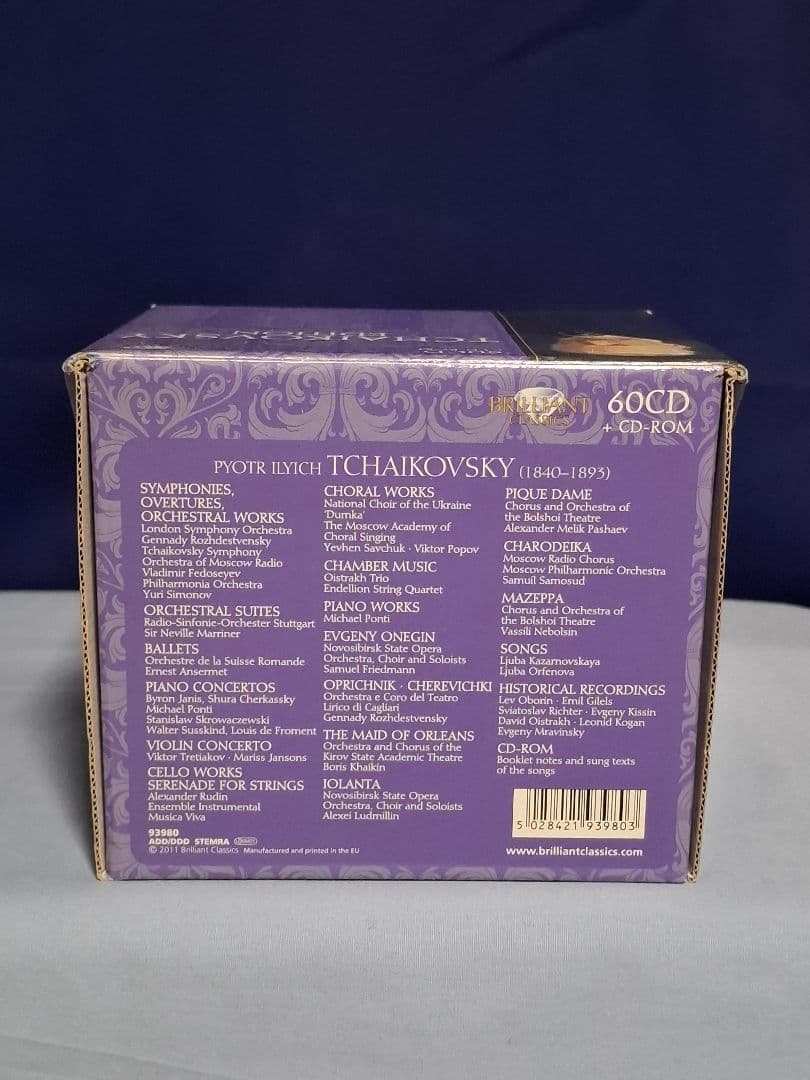 TCHAIKOVSKY
EDITION
BRILLIANT
CLASSICS
60CD
+ CD-ROM
PYOTR ILYICH TCHAIKOVSKY (1840–1893)
SYMPHONIES,
OVERTURES,
ORCHESTRAL WORKS
London Symphony Orchestra
Gennady Rozhdestvensky
Tchaikovsky Symphony
Orchestra of Moscow Radio
Vladimir Fedoseyev
Philharmonia Orchestra
Yuri Simonov
ORCHESTRAL SUITES
Radio-Sinfonie-Orchester Stuttgart
Sir Neville Marriner
BALLETS
Orchestre de la Suisse Romande
Ernest Ansermet
PIANO CONCERTOS
Byron Janis, Shura Cherkassky
Michael Ponti
Stanislaw Skrowaczewski
Walter Susskind, Louis de Froment
VIOLIN CONCERTO
Viktor Tretiakov · Mariss Jansons
CELLO WORKS
SERENADE FOR STRINGS
Alexander Rudin
Ensemble Instrumental
Musica Viva
93980
ADD/DDD STEMRA
© 2011 Brilliant Classics Manufactured and printed in the EU
CHORAL WORKS
National Choir of the Ukraine
'Dumka'
The Moscow Academy of
Choral Singing
Yevhen Savchuk · Viktor Popov
CHAMBER MUSIC
Oistrakh Trio
Endellion String Quartet
PIANO WORKS
Michael Ponti
EVGENY ONEGIN
Novosibirsk State Opera
Orchestra, Choir and Soloists
Samuel Friedmann
OPRICHNIK · CHEREVICHKI
Orchestra e Coro del Teatro
Lirico di Cagliari
Gennady Rozhdestvensky
THE MAID OF ORLEANS
Orchestra and Chorus of the
Kirov State Academic Theatre
Boris Khaikin
IOLANTA
Novosibirsk State Opera
Orchestra, Choir and Soloists
Alexei Ludmillin
PIQUE DAME
Chorus and Orchestra of
the Bolshoi Theatre
Alexander Melik Pashaev
CHARODEIKA
Moscow Radio Chorus
Moscow Philharmonic Orchestra
Samuil Samosud
MAZEPPA
Chorus and Orchestra of
the Bolshoi Theatre
Vassili Nebolsin
SONGS
Ljuba Kazarnovskaya
Ljuba Orfenova
HISTORICAL RECORDINGS
Lev Oborin · Emil Gilels
Sviatoslav Richter · Evgeny Kissin
David Oistrakh · Leonid Kogan
Evgeny Mravinsky
CD-ROM
Booklet notes and sung texts
of the songs
5 028421 939803
www.brilliantclassics.com